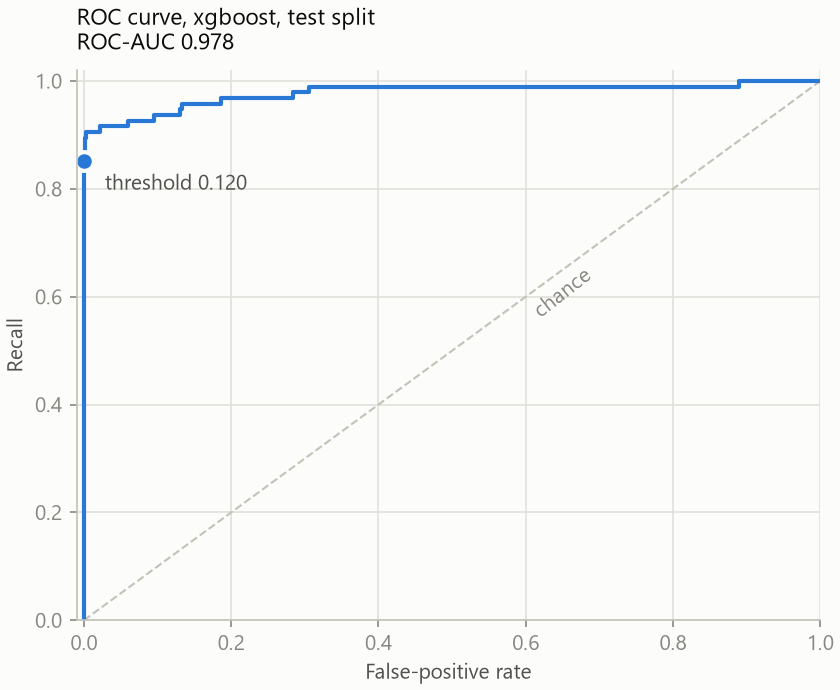 ROC curve, xgboost, test split
ROC-AUC 0.978
1.0
0.8
0.6
0.4
0.2
0.0
Recall
threshold 0.120
chance
0.0 0.2 0.4 0.6 0.8 1.0
False-positive rate